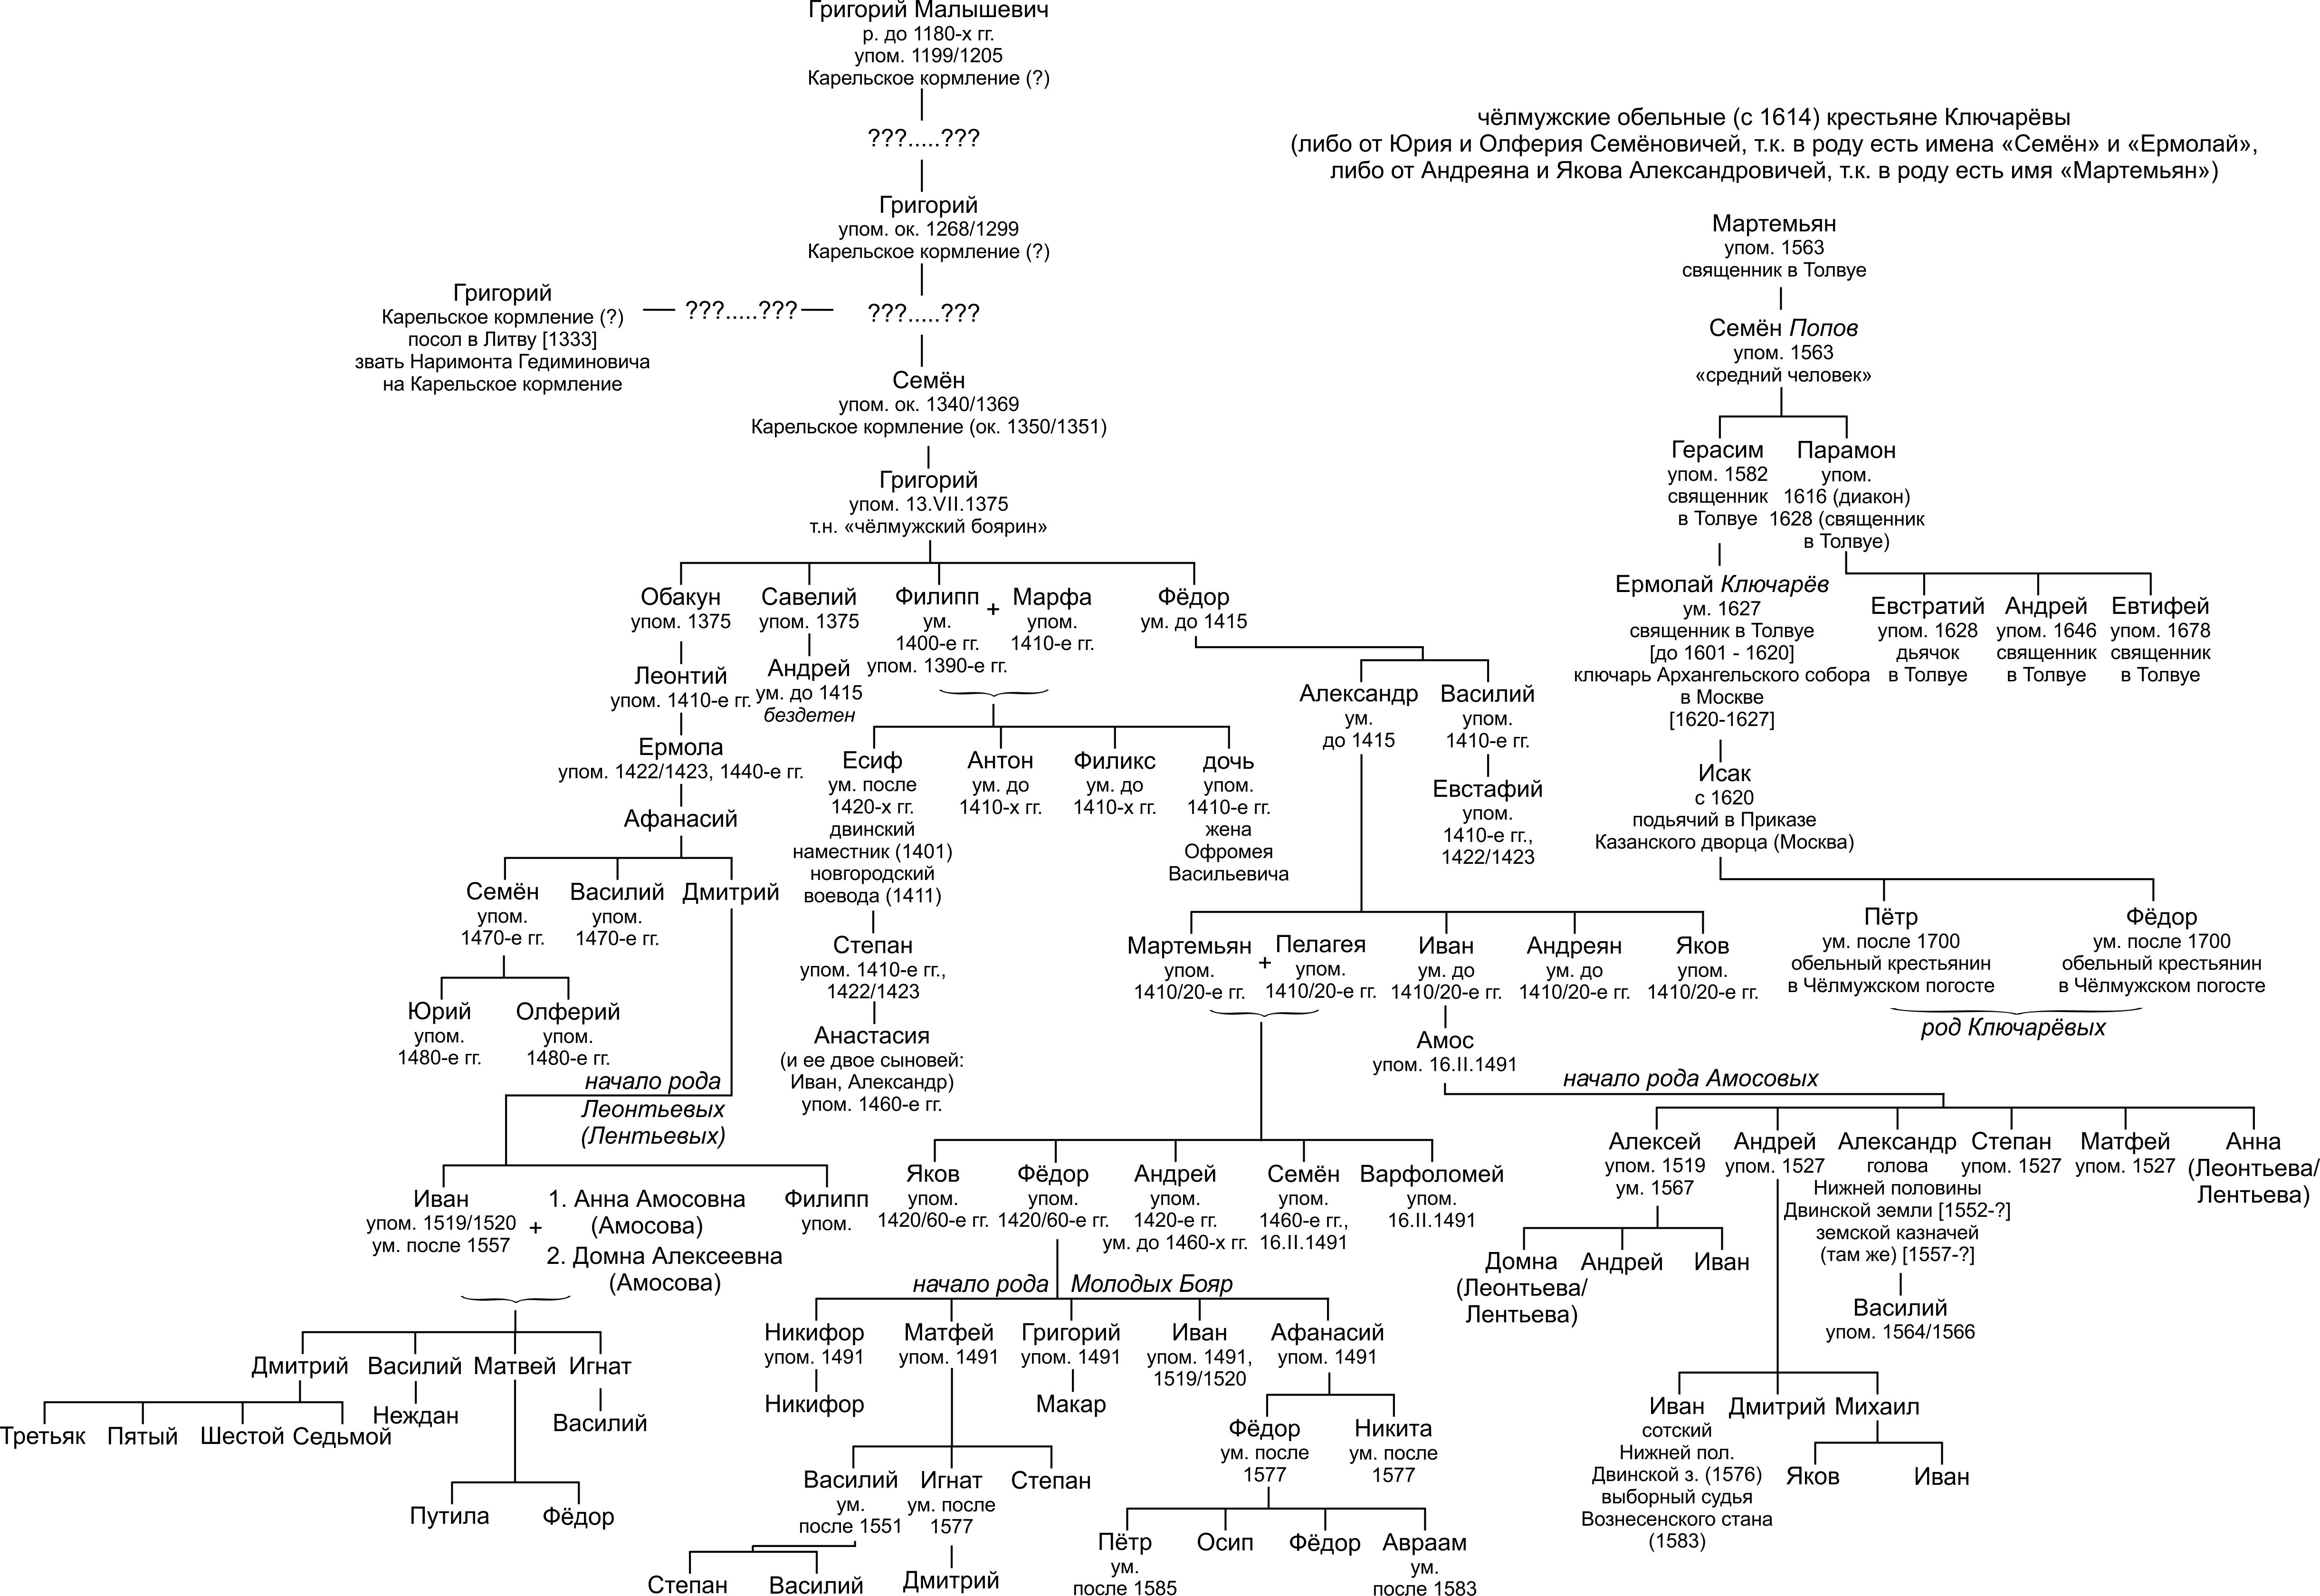 Григорий Малышевич
р. до 1180-х гг.
упом. 1199/1205
Карельское кормление (?)
???.....???
Григорий
упом. ок. 1268/1299
Карельское кормление (?)
Григорий
Карельское кормление (?)
посол в Литву [1333]
звать Наримонта Гедиминовича
на Карельское кормление
???.....???
???.....???
Семён
упом. ок. 1340/1369
Карельское кормление (ок. 1350/1351)
Григорий
упом. 13.VII.1375
т.н. «чёлмужский боярин»
Обакун
упом. 1375
Савелий
упом. 1375
Филипп
ум.
1400-е гг.
упом. 1390-е гг.
+
Марфа
упом.
1410-е гг.
Фёдор
ум. до 1415
Леонтий
упом. 1410-е гг.
Андрей
ум. до 1415
бездетен
Ермола
упом. 1422/1423, 1440-е гг.
Афанасий
Семён
упом.
1470-е гг.
Василий
упом.
1470-е гг.
Дмитрий
Юрий
упом.
1480-е гг.
Олферий
упом.
1480-е гг.
начало рода
Леонтьевых
(Лентьевых)
Иван
упом. 1519/1520
ум. после 1557
+
1. Анна Амосовна
(Амосова)
2. Домна Алексеевна
(Амосова)
Филипп
упом.
Дмитрий
Василий
Матвей
Игнат
Третьяк
Пятый
Шестой
Седьмой
Неждан
Василий
Путила
Фёдор
Есиф
ум. после
1420-х гг.
двинский
наместник (1401)
новгородский
воевода (1411)
Антон
ум. до
1410-х гг.
Филикс
ум. до
1410-х гг.
дочь
упом.
1410-е гг.
жена
Офромея
Васильевича
Степан
упом. 1410-е гг.,
1422/1423
Анастасия
(и ее двое сыновей:
Иван, Александр)
упом. 1460-е гг.
Александр
ум.
до 1415
Василий
упом.
1410-е гг.
Евстафий
упом.
1410-е гг.,
1422/1423
Мартемьян
упом.
1410/20-е гг.
+
Пелагея
упом.
1410/20-е гг.
Иван
ум. до
1410/20-е гг.
Андреян
ум. до
1410/20-е гг.
Яков
упом.
1410/20-е гг.
Амос
упом. 16.II.1491
начало рода Амосовых
Яков
упом.
1420/60-е гг.
Фёдор
упом.
1420/60-е гг.
Андрей
упом.
1420-е гг.
ум. до 1460-х гг.
Семён
упом.
1460-е гг.,
16.II.1491
Варфоломей
упом.
16.II.1491
начало рода Молодых Бояр
Никифор
упом. 1491
Матфей
упом. 1491
Григорий
упом. 1491
Иван
упом. 1491,
1519/1520
Афанасий
упом. 1491
Никифор
Макар
Василий
ум.
после 1551
Игнат
ум. после
1577
Степан
Степан
Василий
Дмитрий
Фёдор
ум. после
1577
Никита
ум. после
1577
Пётр
ум.
после 1585
Осип
Фёдор
Авраам
ум.
после 1583
Алексей
упом. 1519
ум. 1567
Андрей
упом. 1527
Александр
голова
Нижней половины
Двинской земли [1552-?]
земской казначей
(там же) [1557-?]
Степан
упом. 1527
Матфей
упом. 1527
Анна
(Леонтьева/
Лентьева)
Домна
(Леонтьева/
Лентьева)
Андрей
Иван
Василий
упом. 1564/1566
Иван
сотский
Нижней пол.
Двинской з. (1576)
выборный судья
Вознесенского стана
(1583)
Дмитрий
Михаил
Яков
Иван
чёлмужские обельные (с 1614) крестьяне Ключарёвы
(либо от Юрия и Олферия Семёновичей, т.к. в роду есть имена «Семён» и «Ермолай»,
либо от Андреяна и Якова Александровичей, т.к. в роду есть имя «Мартемьян»)
Мартемьян
упом. 1563
священник в Толвуе
Семён Попов
упом. 1563
«средний человек»
Герасим
упом. 1582
священник
в Толвуе
Парамон
упом.
1616 (диакон)
1628 (священник
в Толвуе)
Ермолай Ключарёв
ум. 1627
священник в Толвуе
[до 1601 - 1620]
ключарь Архангельского собора
в Москве
[1620-1627]
Евстратий
упом. 1628
дьячок
в Толвуе
Андрей
упом. 1646
священник
в Толвуе
Евтифей
упом. 1678
священник
в Толвуе
Исак
с 1620
подьячий в Приказе
Казанского дворца (Москва)
Пётр
ум. после 1700
обельный крестьянин
в Чёлмужском погосте
Фёдор
ум. после 1700
обельный крестьянин
в Чёлмужском погосте
род Ключарёвых